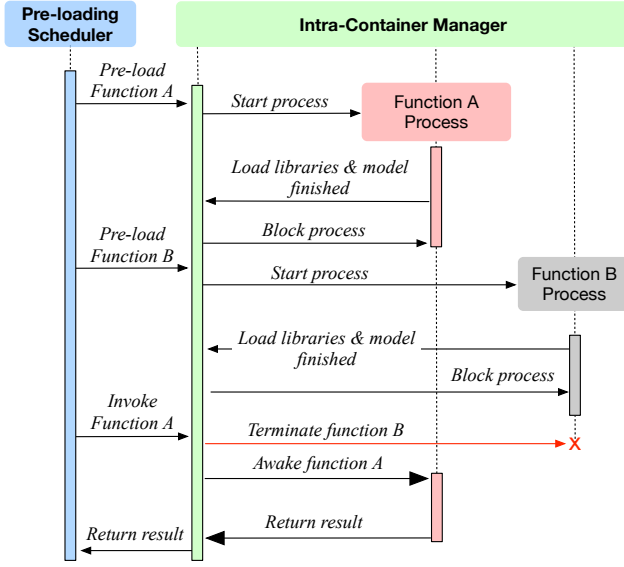 Pre-loading
Scheduler
Intra-Container Manager
Pre-load
Function A
Start process
Function A
Process
Load libraries & model
finished
Block process
Pre-load
Function B
Start process
Function B
Process
Load libraries & model
finished
Block process
Invoke
Function A
Terminate function B
X
Awake function A
Return result
Return result